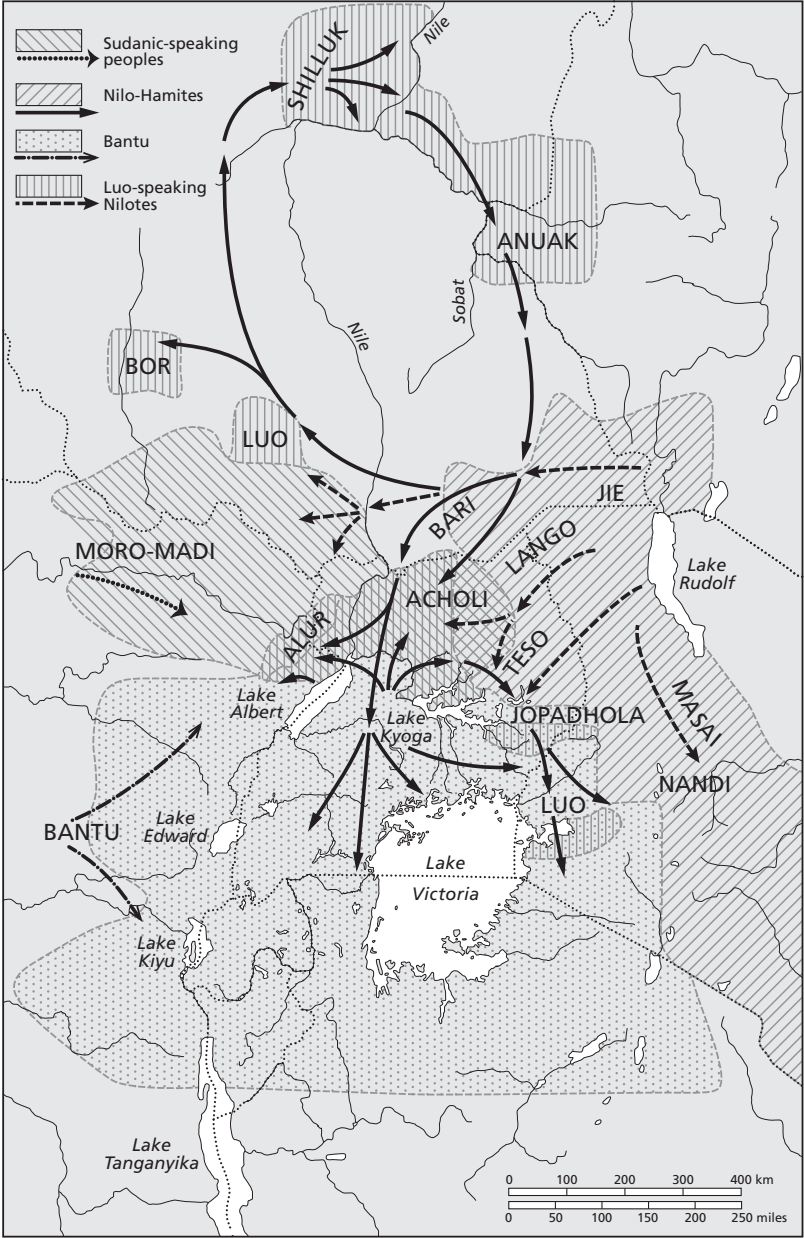 Sudanic-speaking
peoples
Nilo-Hamites
Bantu
Luo-speaking
Nilotes
SHILLUK
Nile
ANUAK
Sobat
Nile
BOR
LUO
JIE
BARI
MORO-MADI
LANGO
Lake
Rudolf
ACHOLI
ALUR
TESO
Lake
Albert
MASAI
Lake
Kyoga
JOPADHOLA
NANDI
LUO
BANTU
Lake
Edward
Lake
Victoria
Lake
Kiyu
Lake
Tanganyika
0 100 200 300 400 km
0 50 100 150 200 250 miles